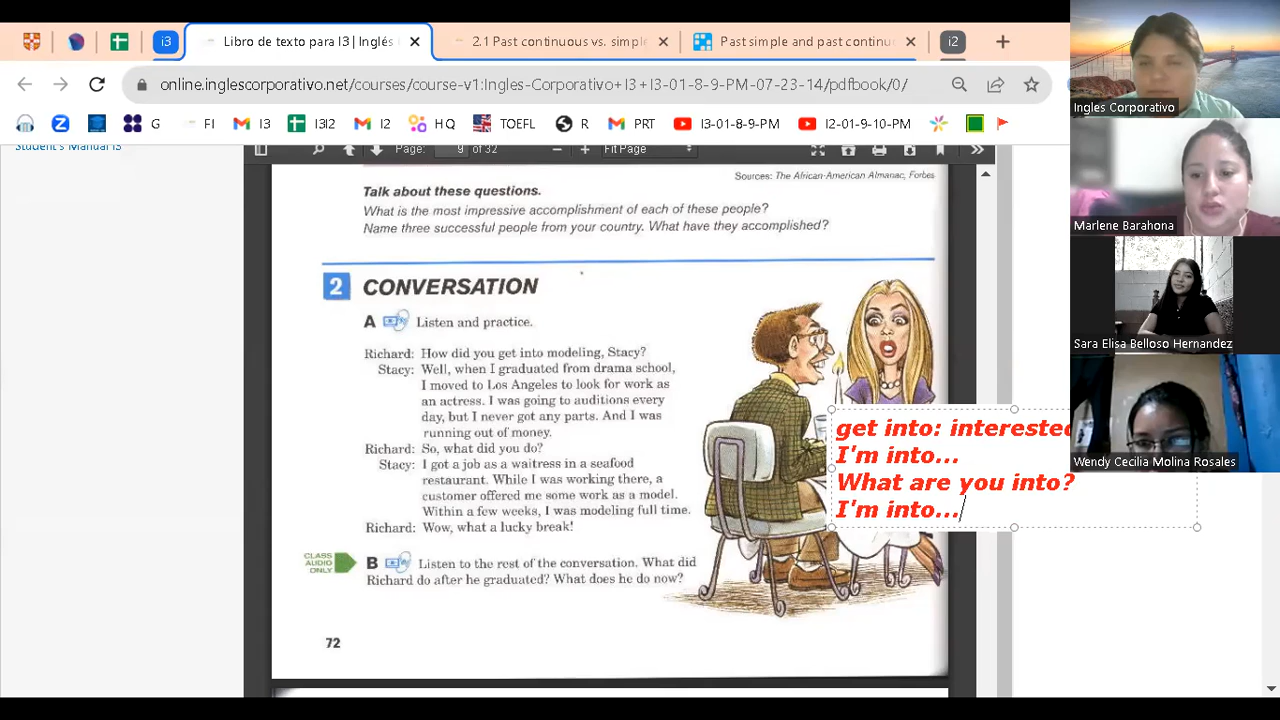 i3
Libro de texto para I3 | Inglés
2.1 Past continuous vs. simple
Past simple and past continu
i2
online.inglescorporativo.net/courses/course-v1:Ingles-Corporativo+I3+I3-01-8-9-PM-07-23-14/pdfbook/0/
G
FI
I3
I3I2
I2
HQ
TOEFL
R
PRT
I3-01-8-9-PM
I2-01-9-10-PM
Student's Manual I3
Page: 9 of 32
Fit Page
Sources: The African-American Almanac, Forbes
Talk about these questions.
What is the most impressive accomplishment of each of these people?
Name three successful people from your country. What have they accomplished?
2 CONVERSATION
A Listen and practice.
Richard: How did you get into modeling, Stacy?
Stacy: Well, when I graduated from drama school,
I moved to Los Angeles to look for work as
an actress. I was going to auditions every
day, but I never got any parts. And I was
running out of money.
Richard: So, what did you do?
Stacy: I got a job as a waitress in a seafood
restaurant. While I was working there, a
customer offered me some work as a model.
Within a few weeks, I was modeling full time.
Richard: Wow, what a lucky break!
CLASS
AUDIO
ONLY
B Listen to the rest of the conversation. What did
Richard do after he graduated? What does he do now?
72
get into: interested
I'm into...
What are you into?
I'm into...
Ingles Corporativo
Marlene Barahona
Sara Elisa Belloso Hernandez
Wendy Cecilia Molina Rosales